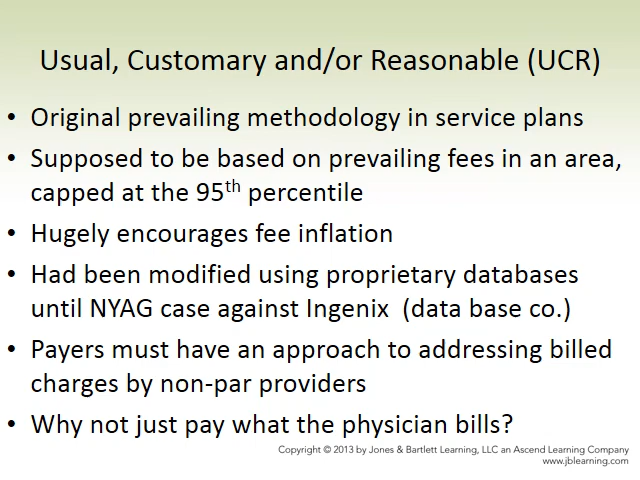 Usual, Customary and/or Reasonable (UCR)
• Original prevailing methodology in service plans
• Supposed to be based on prevailing fees in an area,
capped at the 95th percentile
• Hugely encourages fee inflation
• Had been modified using proprietary databases
until NYAG case against Ingenix  (data base co.)
• Payers must have an approach to addressing billed
charges by non-par providers
• Why not just pay what the physician bills?
Copyright © 2013 by Jones & Bartlett Learning, LLC an Ascend Learning Company
www.jblearning.com